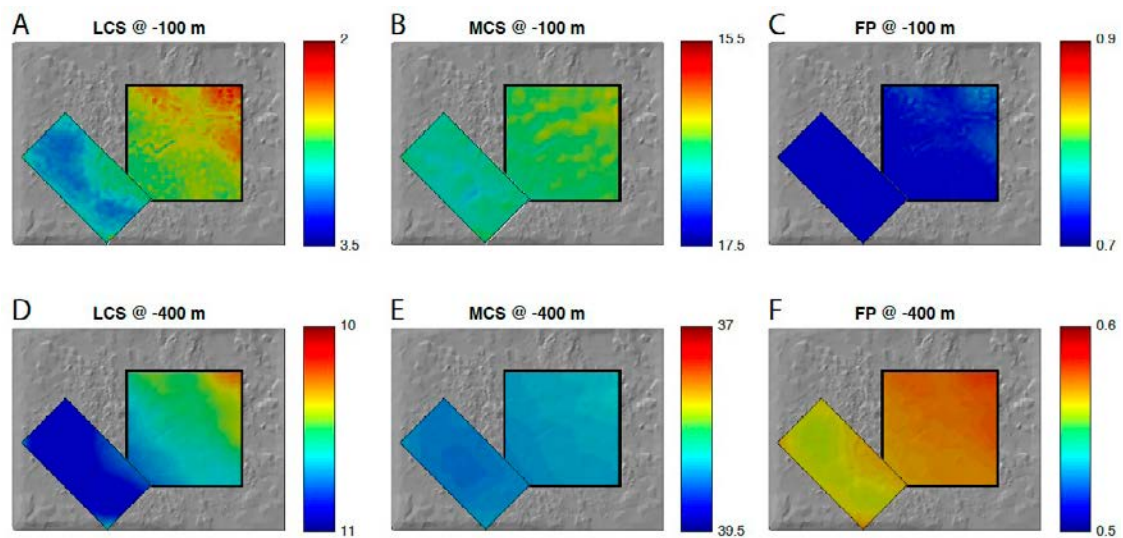 A
LCS @ -100 m
2
3.5
B
MCS @ -100 m
15.5
17.5
C
FP @ -100 m
0.9
0.7
D
LCS @ -400 m
10
11
E
MCS @ -400 m
37
39.5
F
FP @ -400 m
0.6
0.5